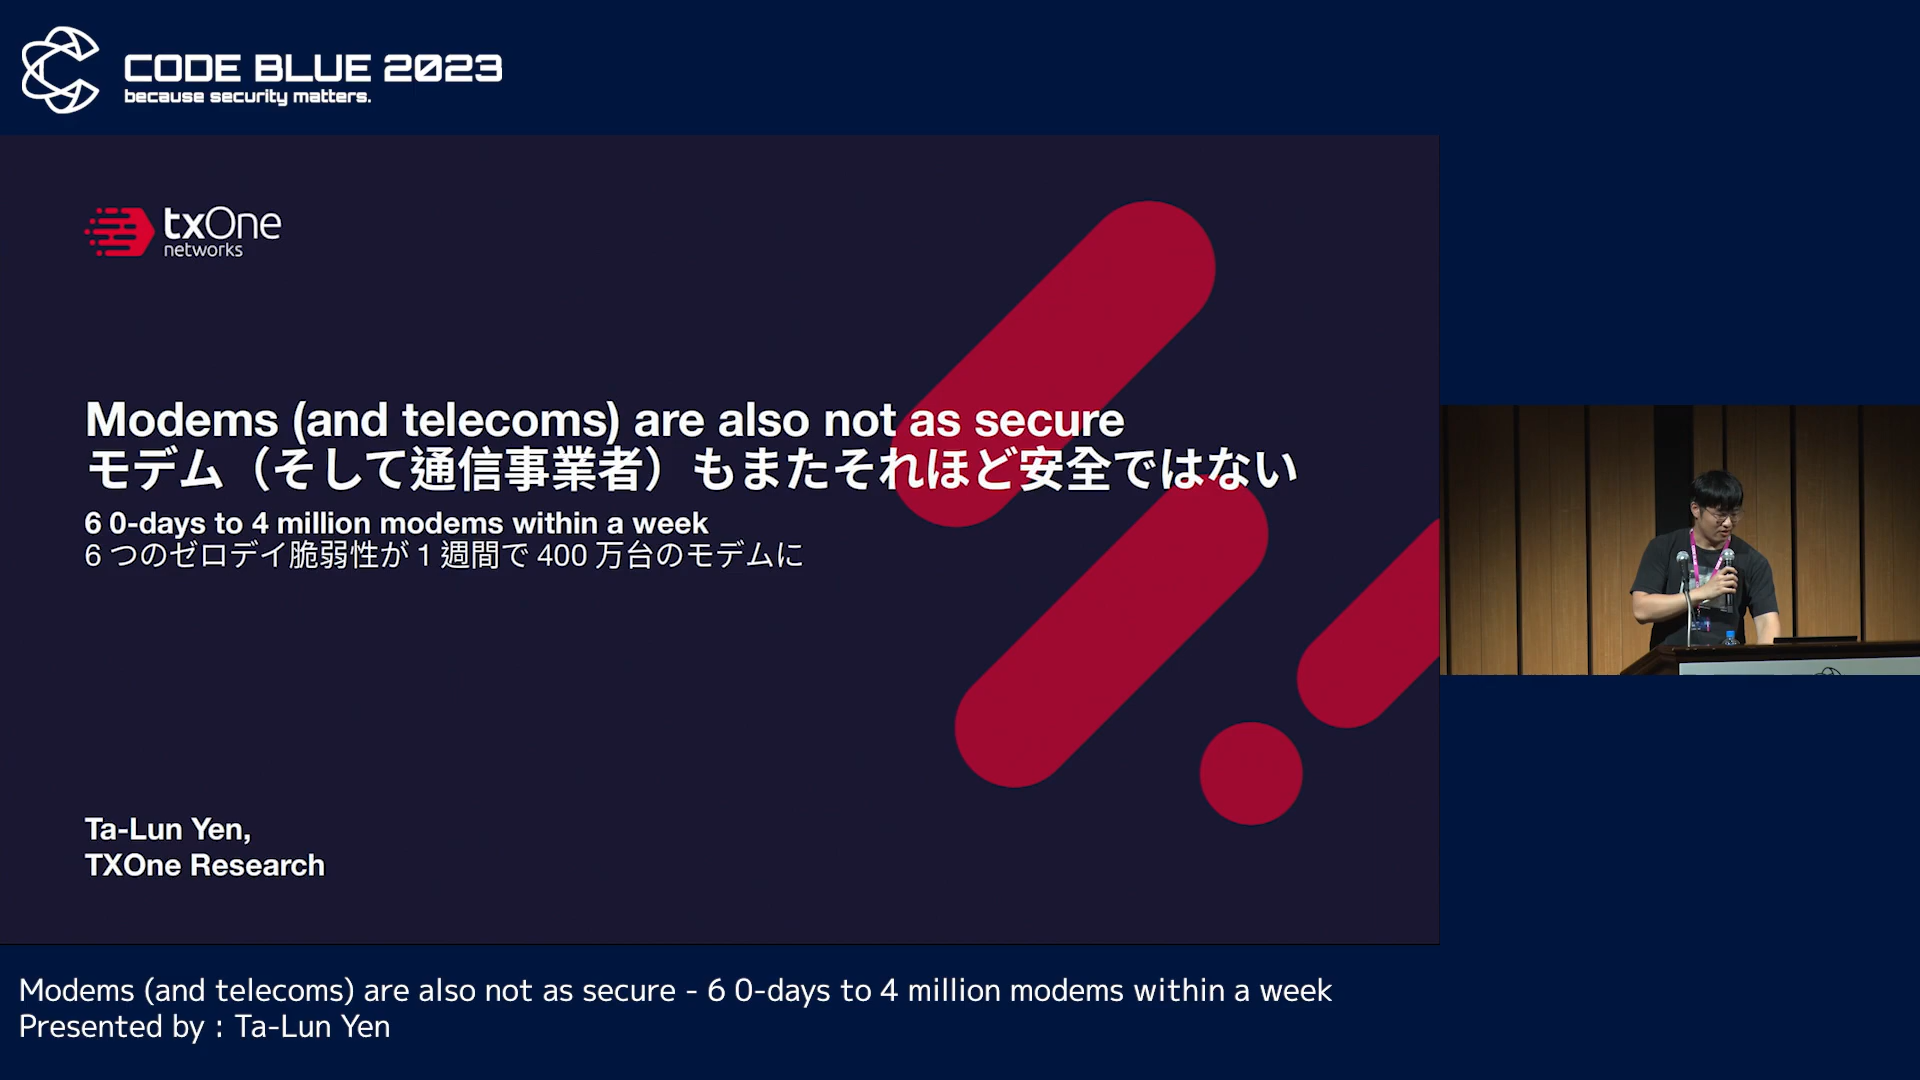 CODE BLUE 2023
because security matters.
txOne
networks
Modems (and telecoms) are also not as secure
モデム（そして通信事業者）もまたそれほど安全ではない
6 0-days to 4 million modems within a week
6 つのゼロデイ脆弱性が 1 週間で 400 万台のモデムに
Ta-Lun Yen,
TXOne Research
Modems (and telecoms) are also not as secure - 6 0-days to 4 million modems within a week
Presented by : Ta-Lun Yen